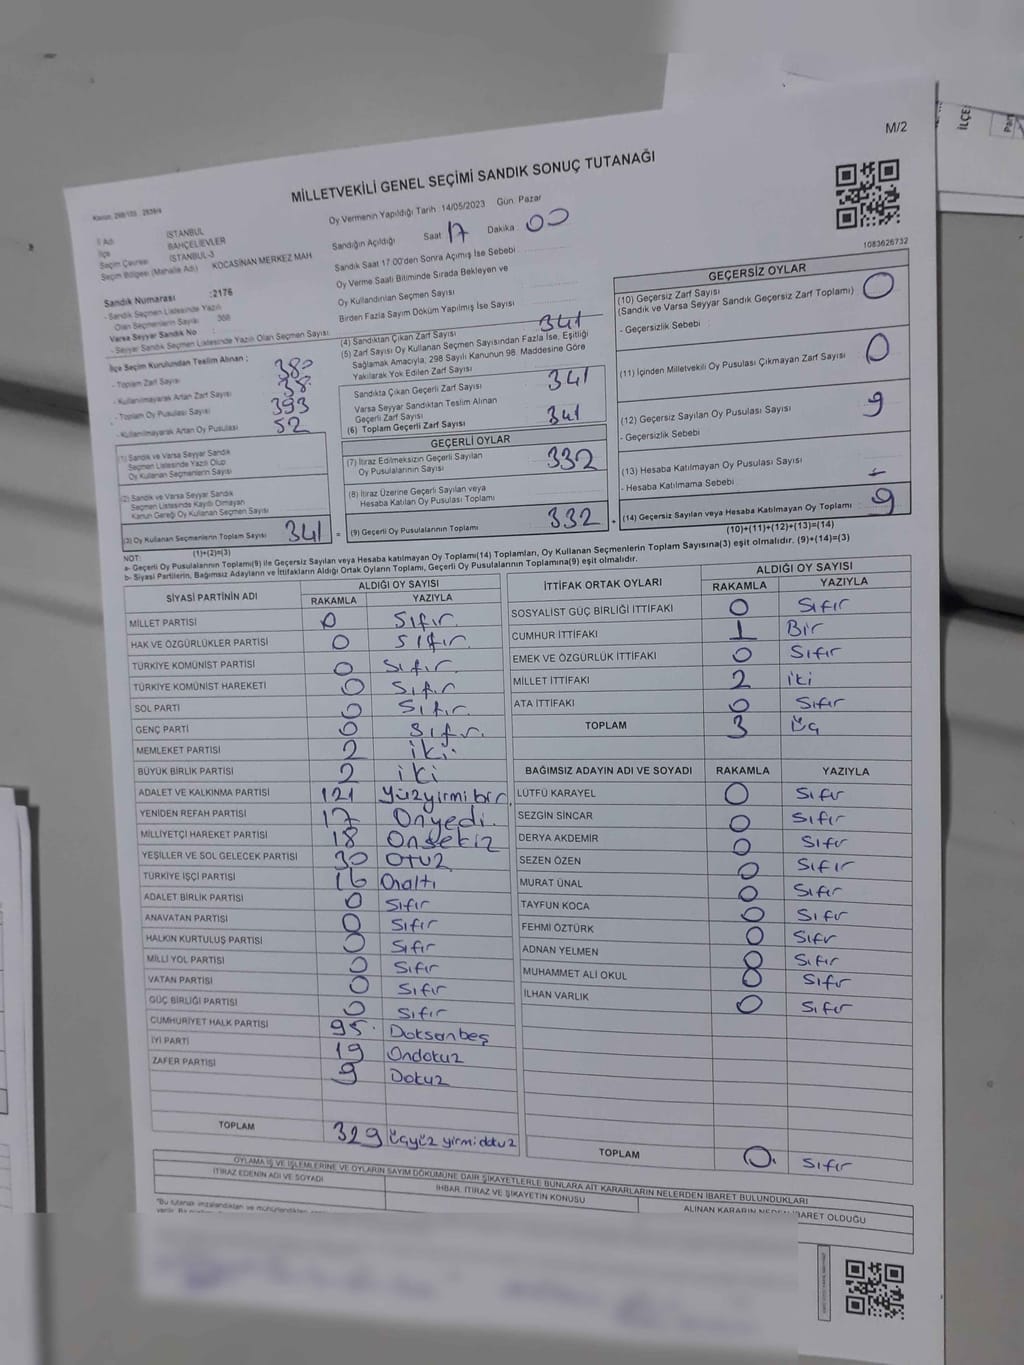 M/2
MİLLETVEKİLİ GENEL SEÇİMİ SANDIK SONUÇ TUTANAĞI
Oy Vermenin Yapıldığı Tarih 14/05/2023 Gün. Pazar
1083626732
İl Adı İSTANBUL
İlçe BAHÇELİEVLER
Seçim Çevresi İSTANBUL-3
Seçim Bölgesi (Mahalle Adı) KOCASİNAN MERKEZ MAH
Sandık Numarası :2176
- Sandık Seçmen Listesinde Yazılı
Olan Seçmenlerin Sayısı 368
Varsa Seyyar Sandık No :
- Seyyar Sandık Seçmen Listesinde Yazılı Olan Seçmen Sayısı
Sandığın Açıldığı Saat 17 Dakika 00
Sandık Saat 17:00'den Sonra Açımış İse Sebebi
Oy Verme Saati Bitiminde Sırada Bekleyen ve
Oy Kullandırılan Seçmen Sayısı
Birden Fazla Sayım Döküm Yapılmış İse Sayısı
İlçe Seçim Kurulundan Teslim Alınan :
- Toplam Zarf Sayısı 380
- Kullanılmayarak Artan Zarf Sayısı 38
- Toplam Oy Pusulası Sayısı 393
- Kullanılmayarak Artan Oy Pusulası 52
(1) Sandık ve Varsa Seyyar Sandık
Seçmen Listesinde Yazılı Olup
Oy Kullanan Seçmenlerin Sayısı
(2) Sandık ve Varsa Seyyar Sandık
Seçmen Listesinde Kayıtlı Olmayan
Kanun Gereği Oy Kullanan Seçmen Sayısı
(3) Oy Kullanan Seçmenlerin Toplam Sayısı 341 =
(1)+(2)=(3)
(4) Sandıktan Çıkan Zarf Sayısı 341
(5) Zarf Sayısı Oy Kullanan Seçmen Sayısından Fazla İse, Eşitliği
Sağlamak Amacıyla, 298 Sayılı Kanunun 98. Maddesine Göre
Yakılarak Yok Edilen Zarf Sayısı
Sandıkta Çıkan Geçerli Zarf Sayısı 341
Varsa Seyyar Sandıktan Teslim Alınan
Geçerli Zarf Sayısı
(6) Toplam Geçerli Zarf Sayısı 341
GEÇERLİ OYLAR
(7) İtiraz Edilmeksizin Geçerli Sayılan
Oy Pusulalarının Sayısı 332
(8) İtiraz Üzerine Geçerli Sayılan veya
Hesaba Katılan Oy Pusulası Toplamı
(9) Geçerli Oy Pusulalarının Toplamı 332 +
GEÇERSİZ OYLAR
(10) Geçersiz Zarf Sayısı 0
(Sandık ve Varsa Seyyar Sandık Geçersiz Zarf Toplamı)
- Geçersizlik Sebebi :
(11) İçinden Milletvekili Oy Pusulası Çıkmayan Zarf Sayısı 0
(12) Geçersiz Sayılan Oy Pusulası Sayısı 9
- Geçersizlik Sebebi
(13) Hesaba Katılmayan Oy Pusulası Sayısı
- Hesaba Katılmama Sebebi
(14) Geçersiz Sayılan veya Hesaba Katılmayan Oy Toplamı 9
(10)+(11)+(12)+(13)=(14)
NOT:
a- Geçerli Oy Pusulalarının Toplamı(9) ile Geçersiz Sayılan veya Hesaba Katılmayan Oy Toplamı(14) Toplamları, Oy Kullanan Seçmenlerin Toplam Sayısına(3) eşit olmalıdır. (9)+(14)=(3)
b- Siyasi Partilerin, Bağımsız Adayların ve İttifakların Aldığı Ortak Oyların Toplamı, Geçerli Oy Pusulalarının Toplamına(9) eşit olmalıdır.
SİYASİ PARTİNİN ADI ALDIĞI OY SAYISI
RAKAMLA YAZIYLA
MİLLET PARTİSİ 0 Sıfır
HAK VE ÖZGÜRLÜKLER PARTİSİ 0 Sıfır
TÜRKİYE KOMÜNİST PARTİSİ 0 Sıfır
TÜRKİYE KOMÜNİST HAREKETİ 0 Sıfır
SOL PARTİ 0 Sıfır
GENÇ PARTİ 0 Sıfır
MEMLEKET PARTİSİ 2 iki
BÜYÜK BİRLİK PARTİSİ 2 iki
ADALET VE KALKINMA PARTİSİ 121 Yüzyirmibir
YENİDEN REFAH PARTİSİ 17 Onyedi
MİLLİYETÇİ HAREKET PARTİSİ 18 Onsekiz
YEŞİLLER VE SOL GELECEK PARTİSİ 30 Otuz
TÜRKİYE İŞÇİ PARTİSİ 16 Onaltı
ADALET BİRLİK PARTİSİ 0 Sıfır
ANAVATAN PARTİSİ 0 Sıfır
HALKIN KURTULUŞ PARTİSİ 0 Sıfır
MİLLİ YOL PARTİSİ 0 Sıfır
VATAN PARTİSİ 0 Sıfır
GÜÇ BİRLİĞİ PARTİSİ 0 Sıfır
CUMHURİYET HALK PARTİSİ 95 Doksanbeş
İYİ PARTİ 19 Ondokuz
ZAFER PARTİSİ 9 Dokuz
TOPLAM 329 üçyüz yirmidokuz
İTTİFAK ORTAK OYLARI ALDIĞI OY SAYISI
RAKAMLA YAZIYLA
SOSYALİST GÜÇ BİRLİĞİ İTTİFAKI 0 Sıfır
CUMHUR İTTİFAKI 1 Bir
EMEK VE ÖZGÜRLÜK İTTİFAKI 0 Sıfır
MİLLET İTTİFAKI 2 iki
ATA İTTİFAKI 0 Sıfır
TOPLAM 3 üç
BAĞIMSIZ ADAYIN ADI VE SOYADI RAKAMLA YAZIYLA
LÜTFÜ KARAYEL 0 Sıfır
SEZGİN SİNCAR 0 Sıfır
DERYA AKDEMİR 0 Sıfır
SEZEN ÖZEN 0 Sıfır
MURAT ÜNAL 0 Sıfır
TAYFUN KOCA 0 Sıfır
FEHMİ ÖZTÜRK 0 Sıfır
ADNAN YELMEN 0 Sıfır
MUHAMMET ALİ OKUL 0 Sıfır
İLHAN VARLIK 0 Sıfır
TOPLAM 0 Sıfır
OYLAMA İŞ VE İŞLEMLERİNE VE OYLARIN SAYIM DÖKÜMÜNE DAİR ŞİKAYETLERLE BUNLARA AİT KARARLARIN NELERDEN İBARET BULUNDUKLARI
İTİRAZ EDENİN ADI VE SOYADI İHBAR, İTİRAZ VE ŞİKAYETİN KONUSU ALINAN KARARIN NEDEN İBARET OLDUĞU
İLÇE